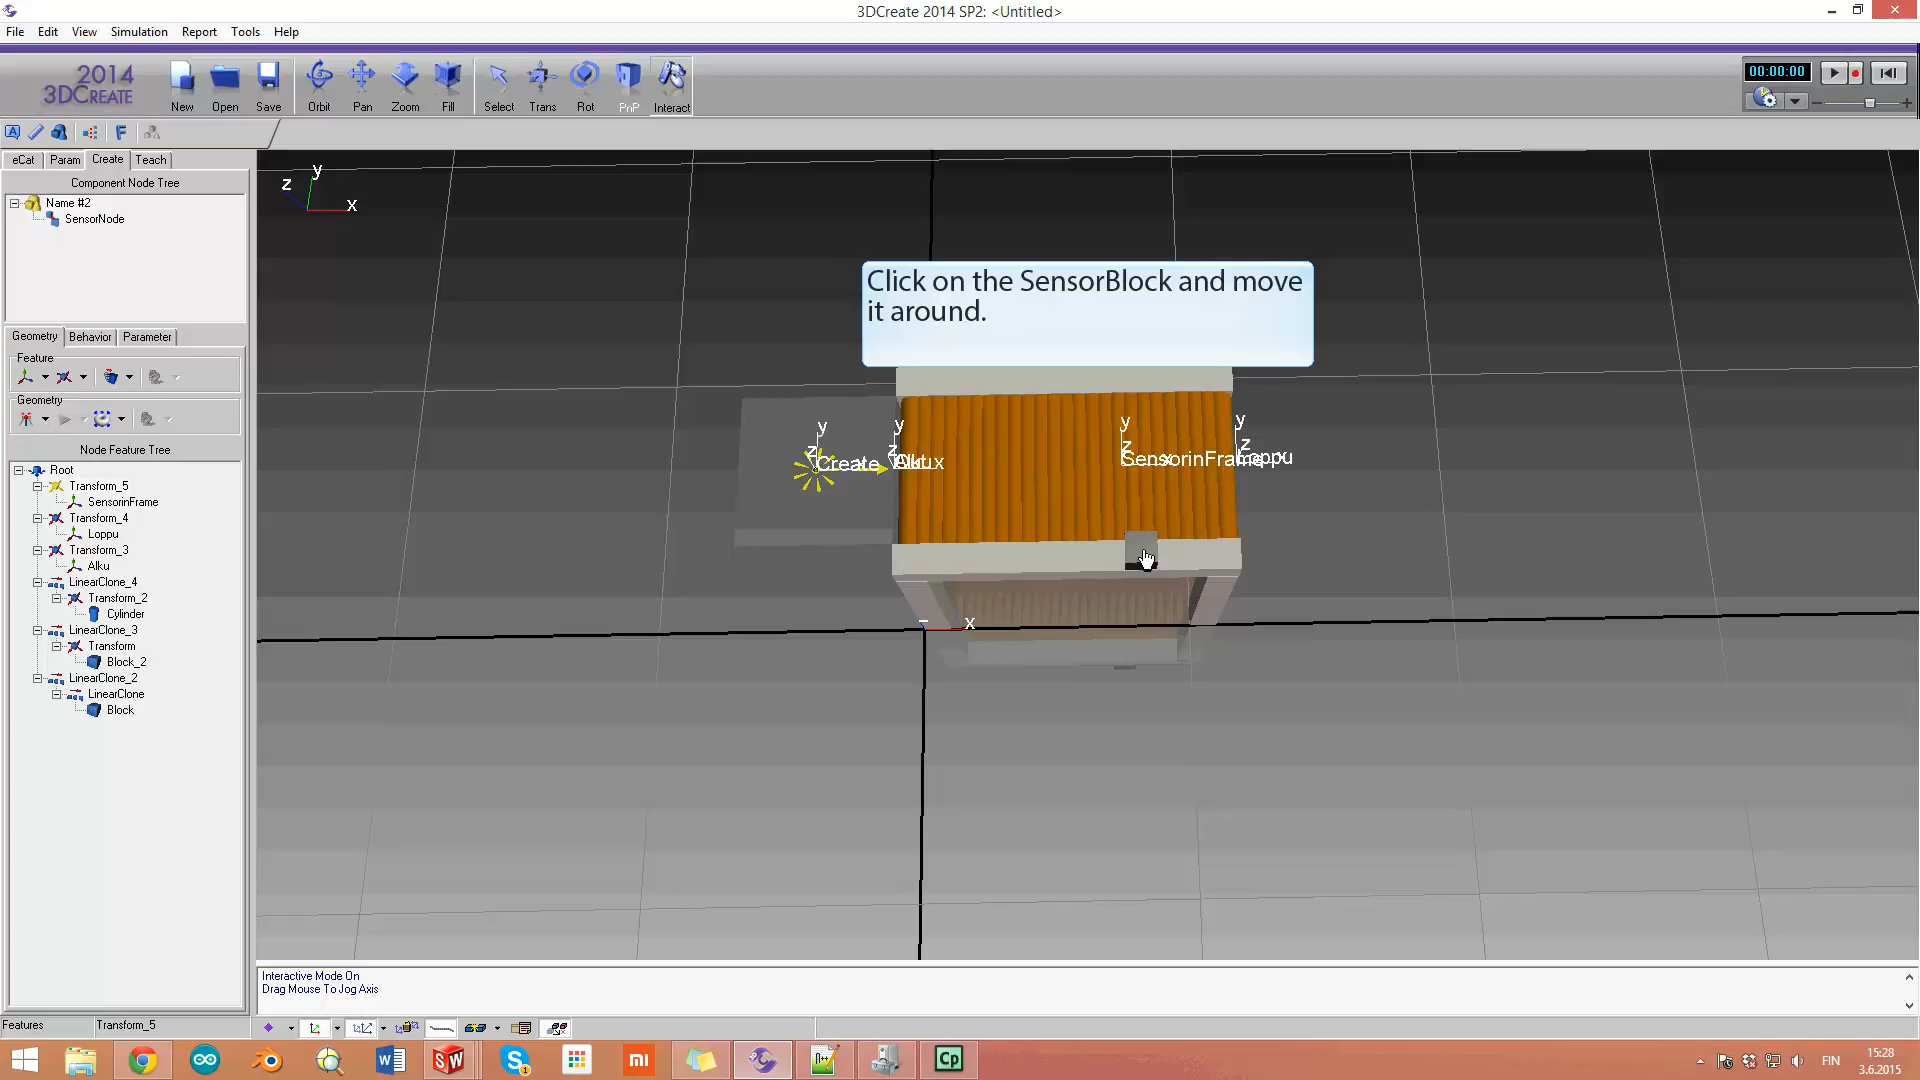 3DCreate 2014 SP2: <Untitled>
File Edit View Simulation Report Tools Help
2014
3DCREATE
New Open Save Orbit Pan Zoom Fill Select Trans Rot PnP Interact
00:00:00
eCat Param Create Teach
Component Node Tree
Name #2
SensorNode
Geometry Behavior Parameter
Feature
Geometry
Node Feature Tree
Root
Transform_5
SensorinFrame
Transform_4
Loppu
Transform_3
Alku
LinearClone_4
Transform_2
Cylinder
LinearClone_3
Transform
Block_2
LinearClone_2
LinearClone
Block
Features Transform_5
y
z
x
Click on the SensorBlock and move
it around.
y y y y
z z z z
Create Alku x SensorinFrame Loppu
x
Interactive Mode On
Drag Mouse To Jog Axis
FIN
15:28
3.6.2015